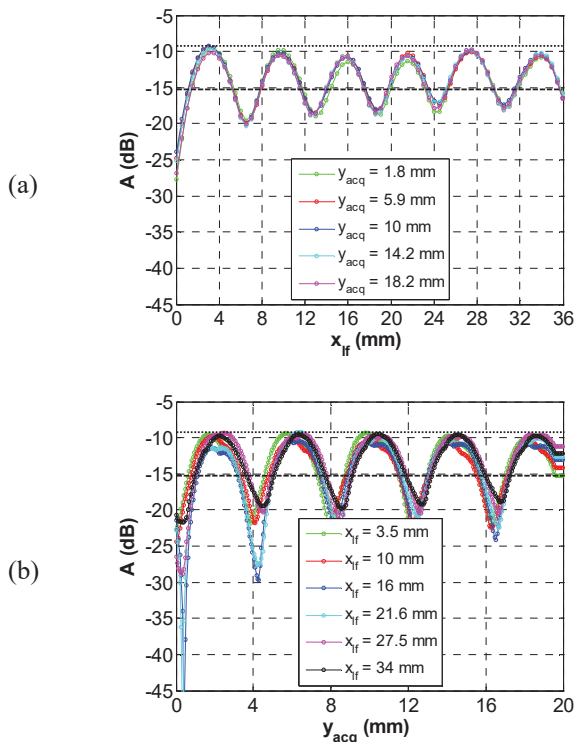 (a)
A (dB)
-5
-10
-15
-20
-25
-30
-35
-40
-45
y_acq = 1.8 mm
y_acq = 5.9 mm
y_acq = 10 mm
y_acq = 14.2 mm
y_acq = 18.2 mm
0 4 8 12 16 20 24 28 32 36
x_lf (mm)
(b)
A (dB)
-5
-10
-15
-20
-25
-30
-35
-40
-45
x_lf = 3.5 mm
x_lf = 10 mm
x_lf = 16 mm
x_lf = 21.6 mm
x_lf = 27.5 mm
x_lf = 34 mm
0 4 8 12 16 20
y_acq (mm)